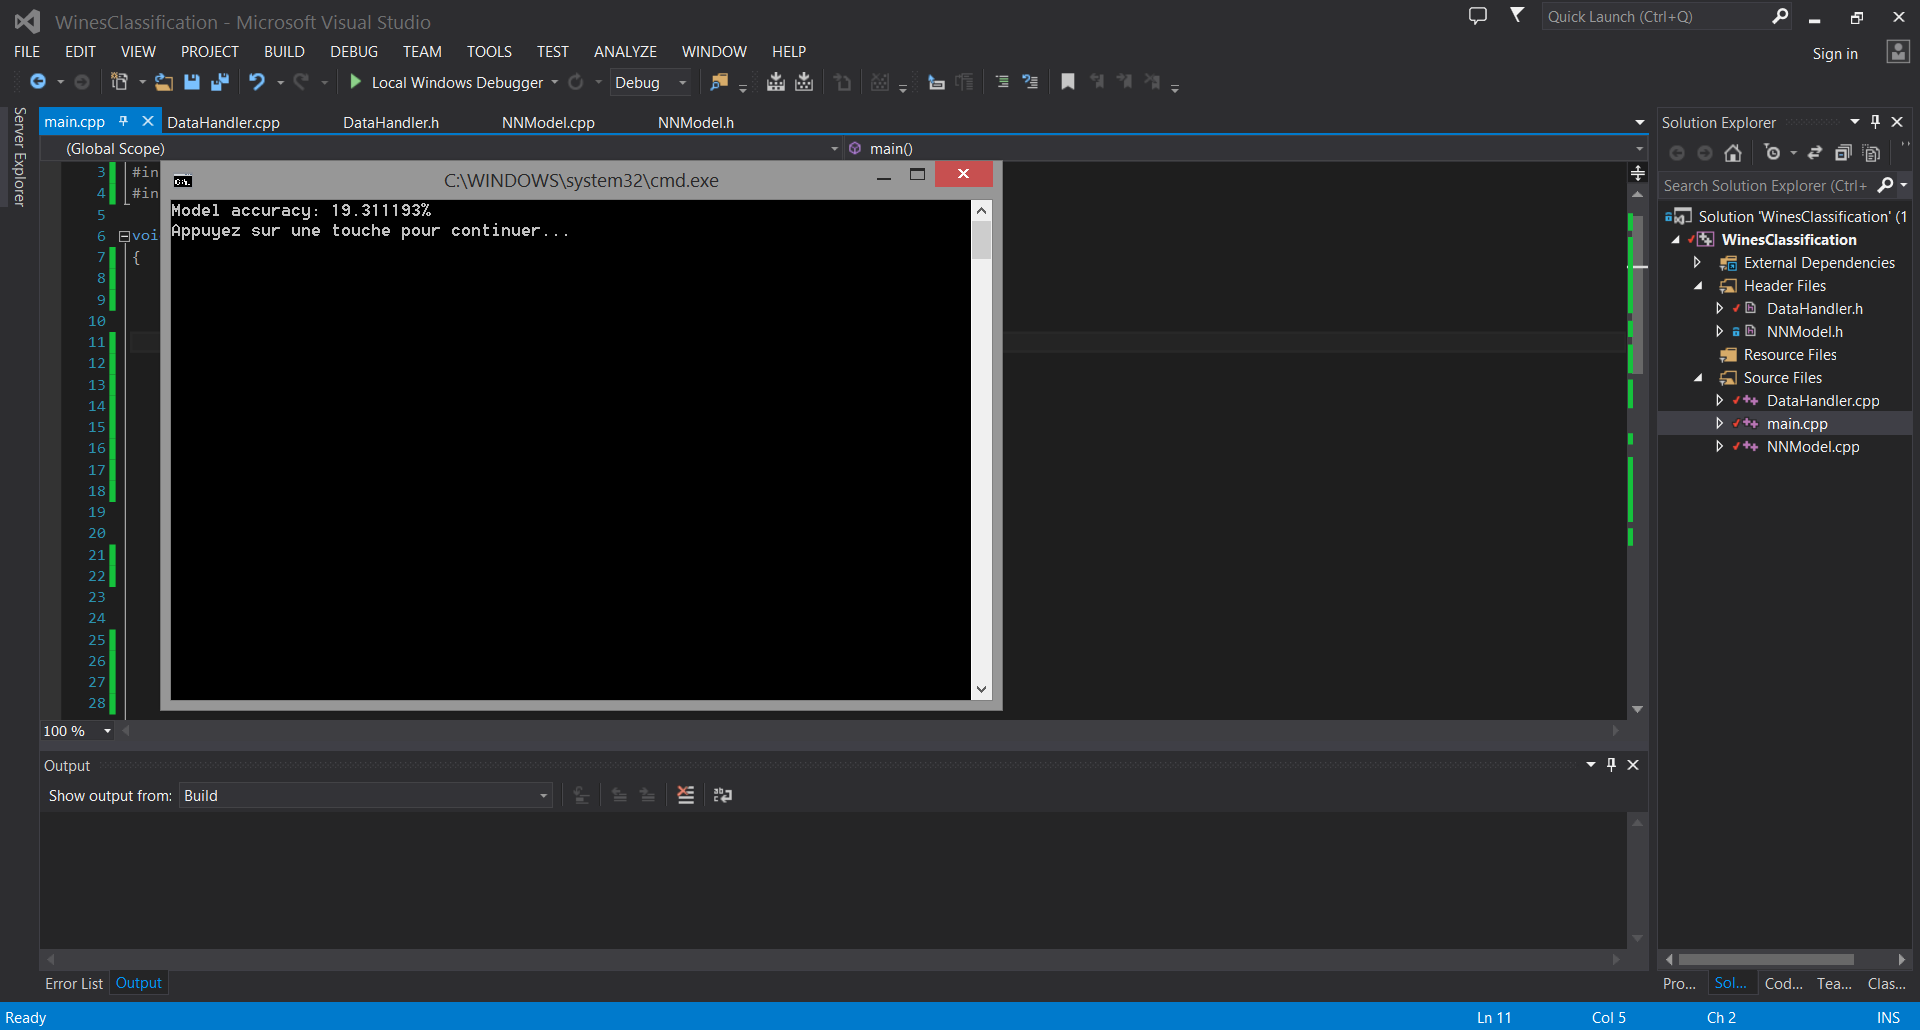 WinesClassification - Microsoft Visual Studio
Quick Launch (Ctrl+Q)
FILE EDIT VIEW PROJECT BUILD DEBUG TEAM TOOLS TEST ANALYZE WINDOW HELP
Sign in
Local Windows Debugger Debug
Server Explorer
main.cpp DataHandler.cpp DataHandler.h NNModel.cpp NNModel.h
(Global Scope) main()
C:\WINDOWS\system32\cmd.exe
Model accuracy: 19.311193%
Appuyez sur une touche pour continuer...
3 #in
4 #in
5
6 voi
7 {
8
9
10
11
12
13
14
15
16
17
18
19
20
21
22
23
24
25
26
27
28
100 %
Output
Show output from: Build
Error List Output
Solution Explorer
Search Solution Explorer (Ctrl+
Solution 'WinesClassification' (1
WinesClassification
External Dependencies
Header Files
DataHandler.h
NNModel.h
Resource Files
Source Files
DataHandler.cpp
main.cpp
NNModel.cpp
Pro... Sol... Cod... Tea... Clas...
Ready Ln 11 Col 5 Ch 2 INS